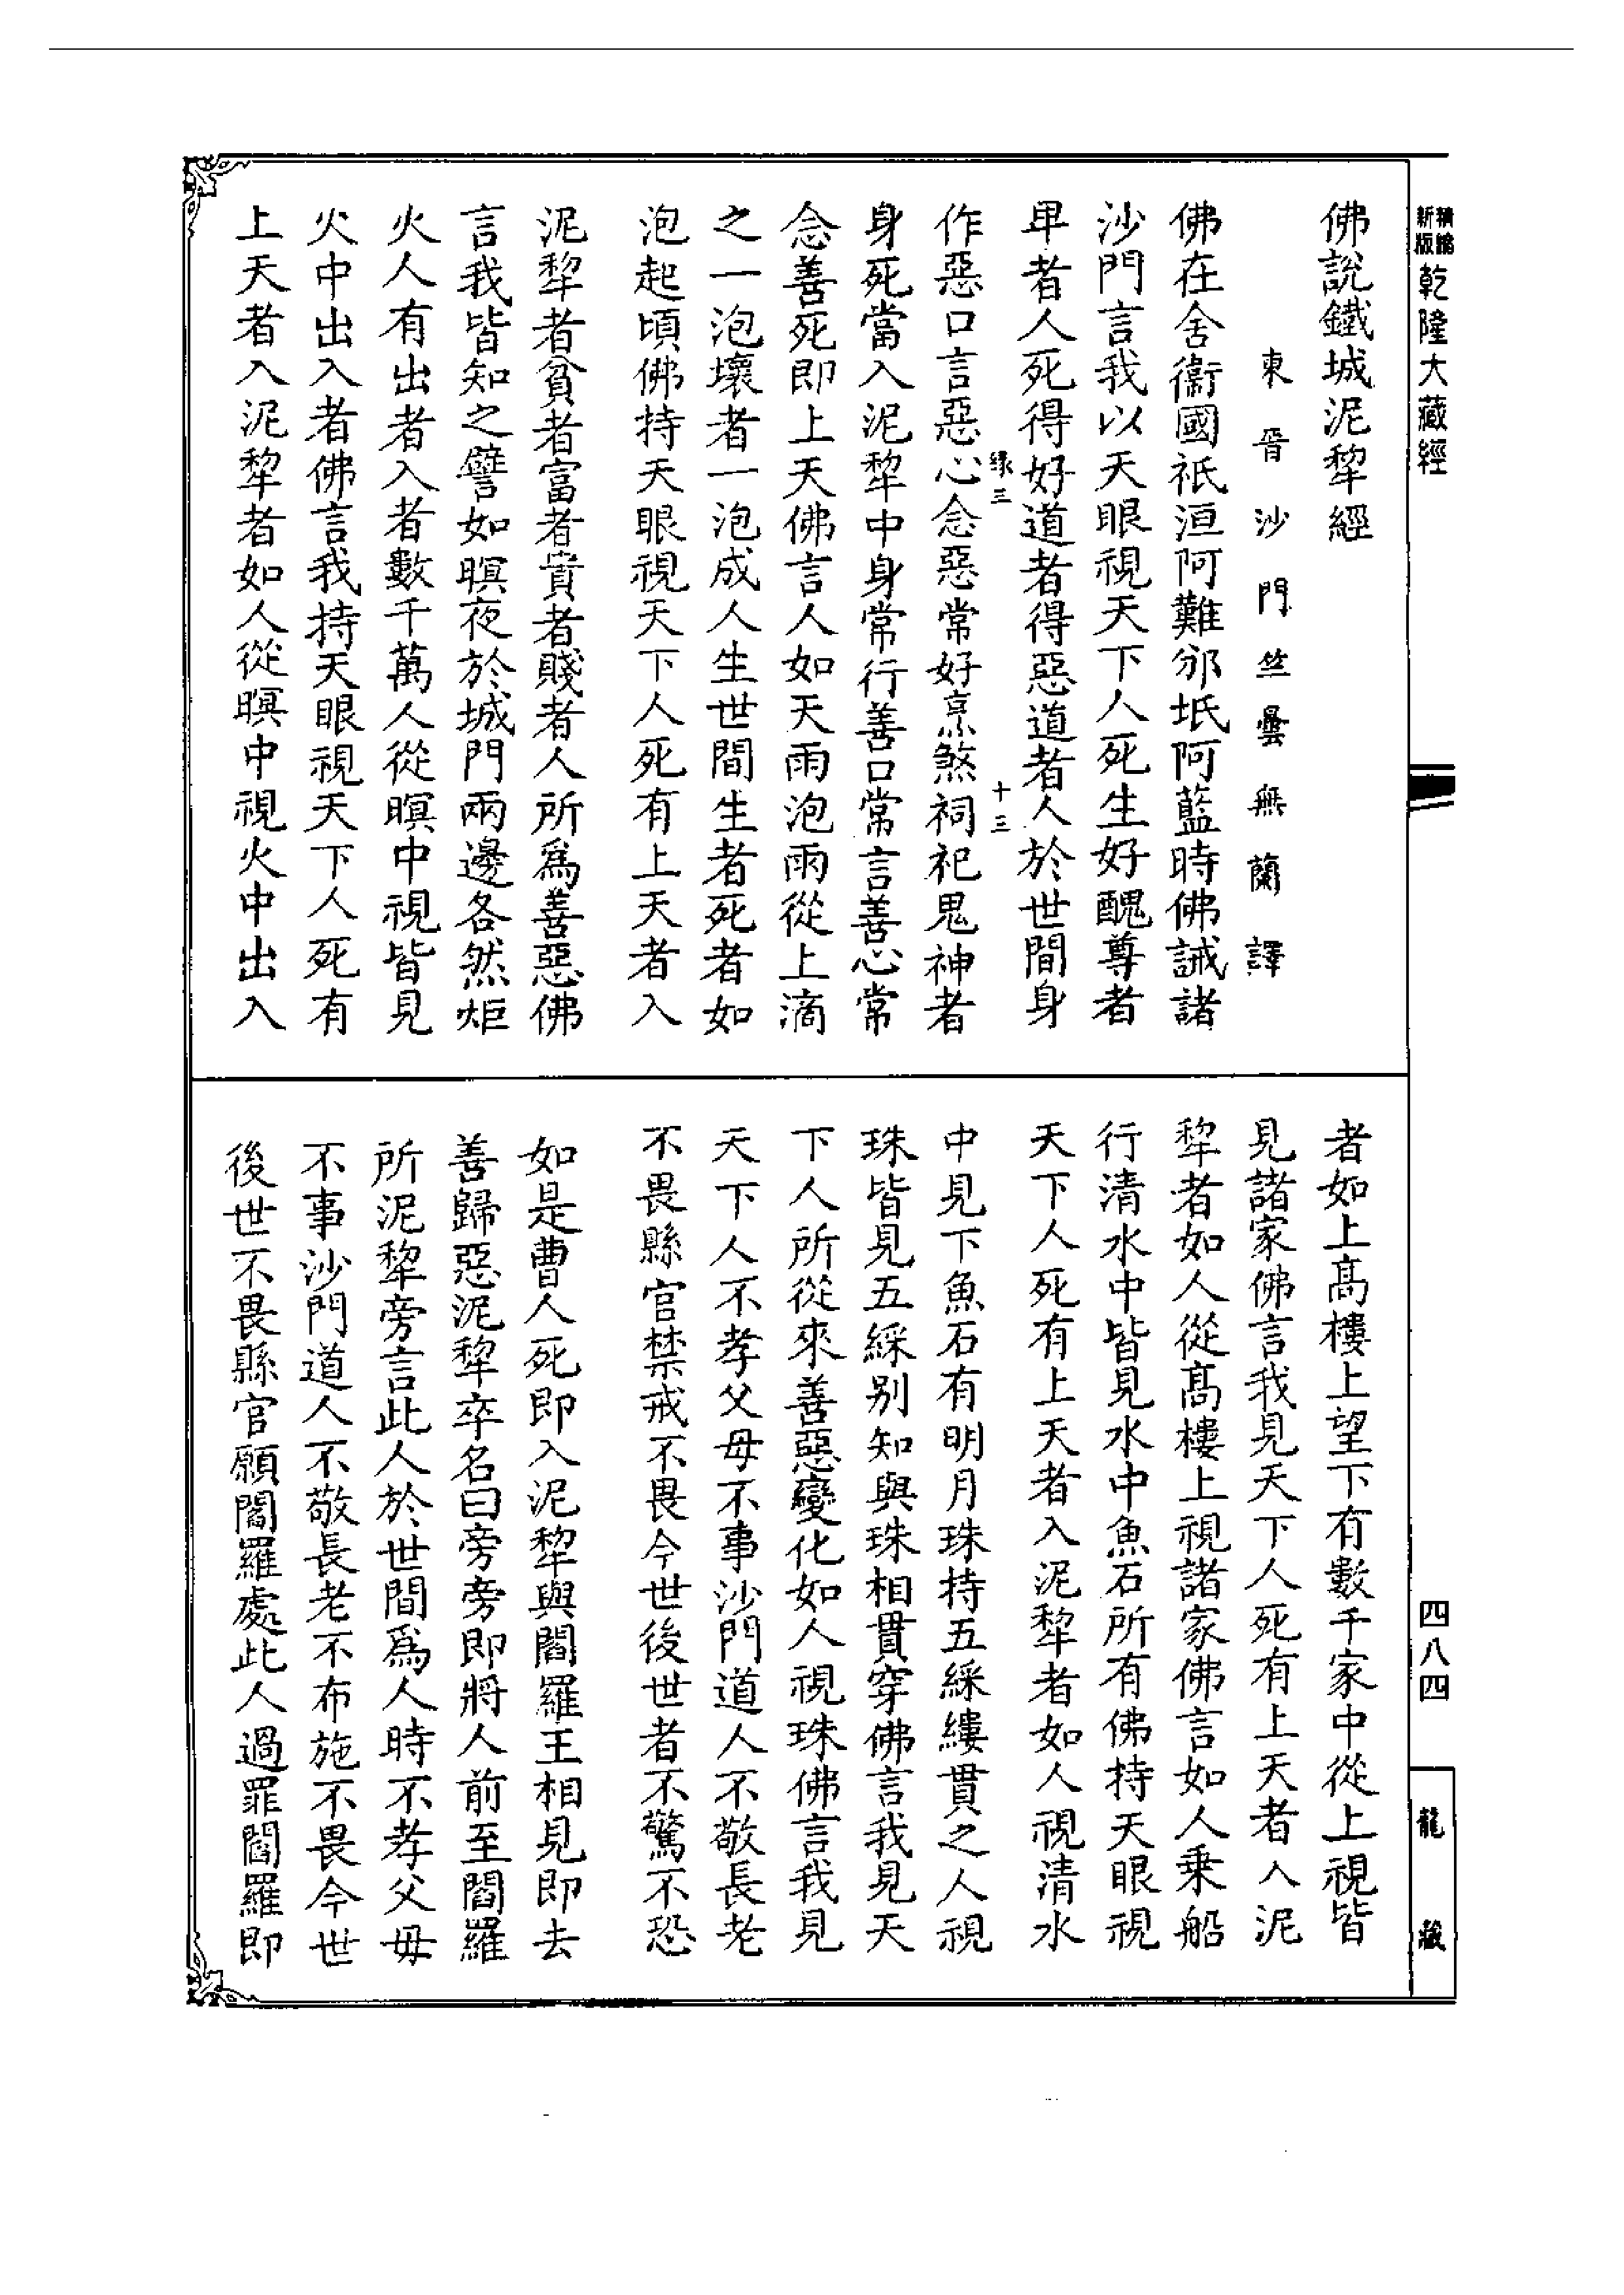 新版
精縮
乾隆大藏經
四八四
龍藏
佛說鐵城泥犂經
東晉沙門竺曇無蘭譯
佛在舍衞國祇洹阿難邠坻阿藍時佛誡諸
沙門言我以天眼視天下人死生好醜尊者
卑者人死得好道者得惡道者人於世間身
緣三
十三
作惡口言惡心念惡常好烹煞祠祀鬼神者
身死當入泥犂中身常行善口常言善心常
念善死即上天佛言人如天雨泡雨從上滴
之一泡壞者一泡成人生世間生者死者如
泡起頃佛持天眼視天下人死有上天者入
泥犂者貧者富者貴者賤者人所爲善惡佛
言我皆知之譬如暝夜於城門兩邊各然炬
火人有出者入者數千萬人從暝中視皆見
火中出入者佛言我持天眼視天下人死有
上天者入泥犂者如人從暝中視火中出入
者如上髙樓上望下有數千家中從上視皆
見諸家佛言我見天下人死有上天者入泥
犂者如人從髙樓上視諸家佛言如人乗船
行清水中皆見水中魚石所有佛持天眼視
天下人死有上天者入泥犂者如人視清水
中見下魚石有明月珠持五綵縷貫之人視
珠皆見五綵别知與珠相貫穿佛言我見天
下人所從來善惡變化如人視珠佛言我見
天下人不孝父母不事沙門道人不敬長老
不畏縣官禁戒不畏今世後世者不驚不恐
如是曹人死即入泥犂與閻羅王相見即去
善歸惡泥犂卒名曰旁旁即將人前至閻羅
所泥犂旁言此人於世間爲人時不孝父母
不事沙門道人不敬長老不布施不畏今世
後世不畏縣官願閻羅處此人過罪閻羅即